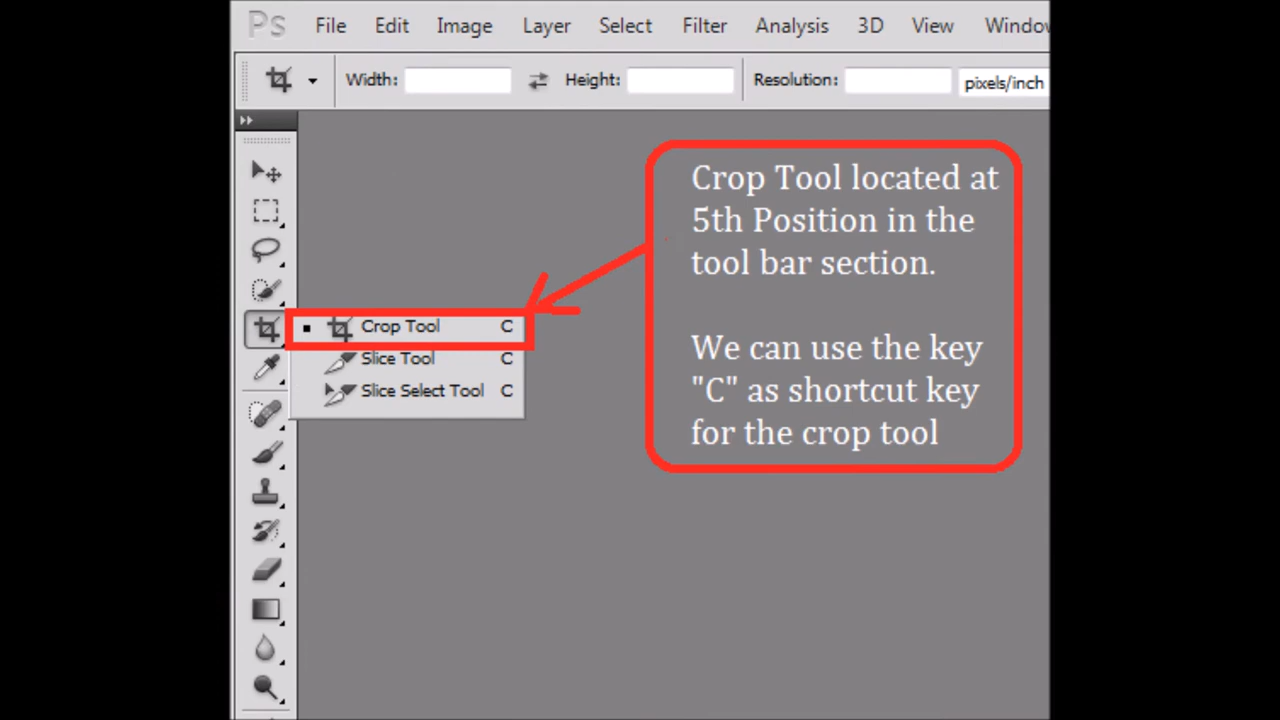 Ps File Edit Image Layer Select Filter Analysis 3D View Window
Width: Height: Resolution: pixels/inch
Crop Tool located at
5th Position in the
tool bar section.
We can use the key
"C" as shortcut key
for the crop tool
Crop Tool C
Slice Tool C
Slice Select Tool C